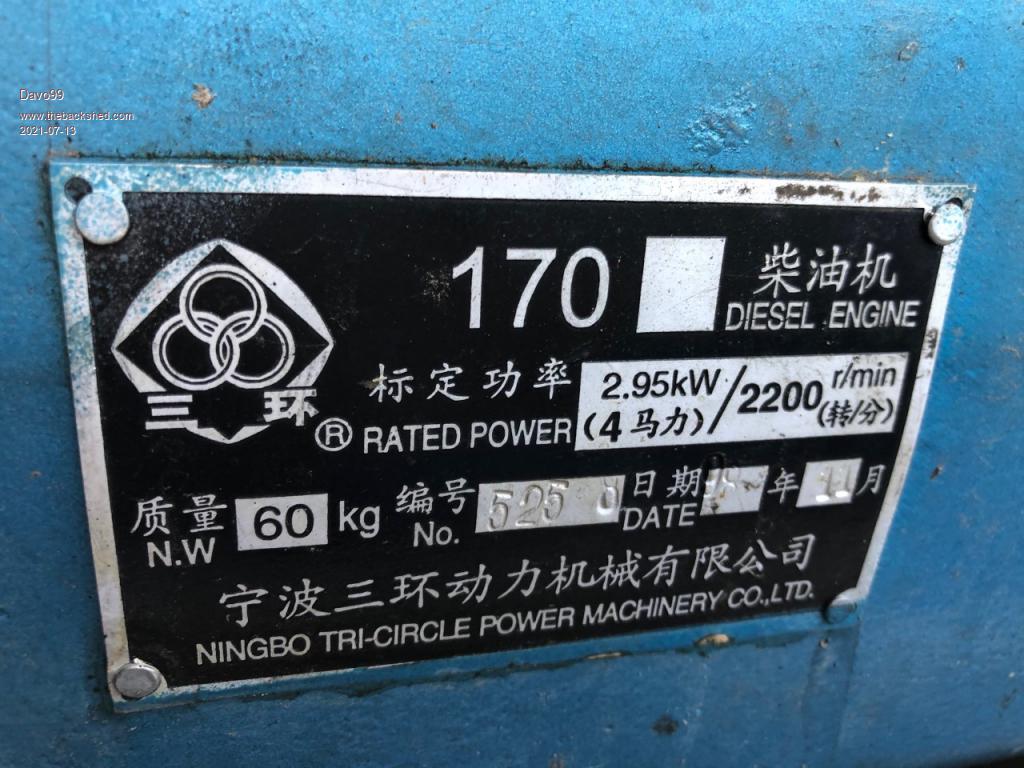 Davo99
www.thebackshed.com
2021-07-13
170 柴油机
DIESEL ENGINE
三环 ®
标定功率 2.95kW/2200 r/min
RATED POWER (4马力) (转/分)
质量 60 kg 编号 525 日期 年 11 月
N.W No. DATE
宁波三环动力机械有限公司
NINGBO TRI-CIRCLE POWER MACHINERY CO.,LTD.